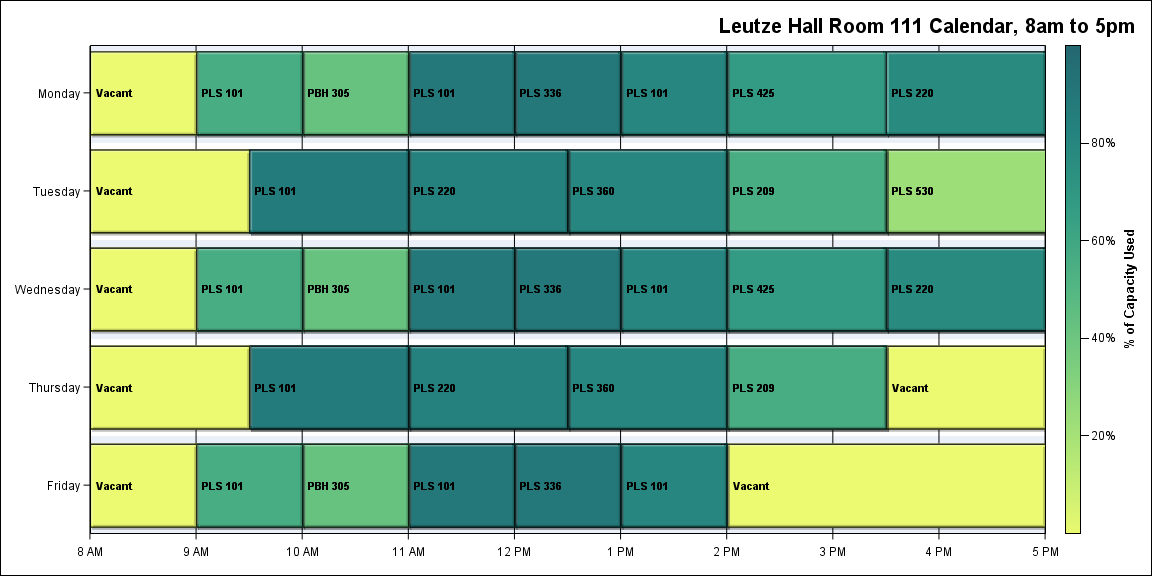 Leutze Hall Room 111 Calendar, 8am to 5pm
Monday
Vacant
PLS 101
PBH 305
PLS 101
PLS 336
PLS 101
PLS 425
PLS 220
Tuesday
Vacant
PLS 101
PLS 220
PLS 360
PLS 209
PLS 530
Wednesday
Vacant
PLS 101
PBH 305
PLS 101
PLS 336
PLS 101
PLS 425
PLS 220
Thursday
Vacant
PLS 101
PLS 220
PLS 360
PLS 209
Vacant
Friday
Vacant
PLS 101
PBH 305
PLS 101
PLS 336
PLS 101
Vacant
8 AM
9 AM
10 AM
11 AM
12 PM
1 PM
2 PM
3 PM
4 PM
5 PM
80%
60%
40%
20%
% of Capacity Used